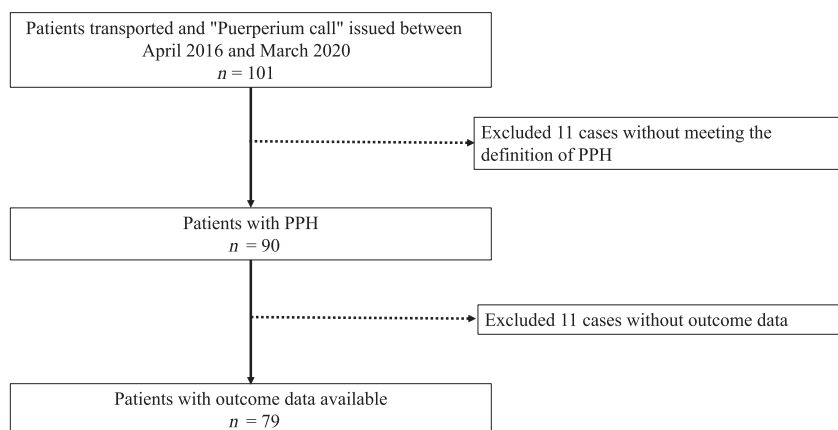 Patients transported and "Puerperium call" issued between
April 2016 and March 2020
n = 101
Excluded 11 cases without meeting the
definition of PPH
Patients with PPH
n = 90
Excluded 11 cases without outcome data
Patients with outcome data available
n = 79